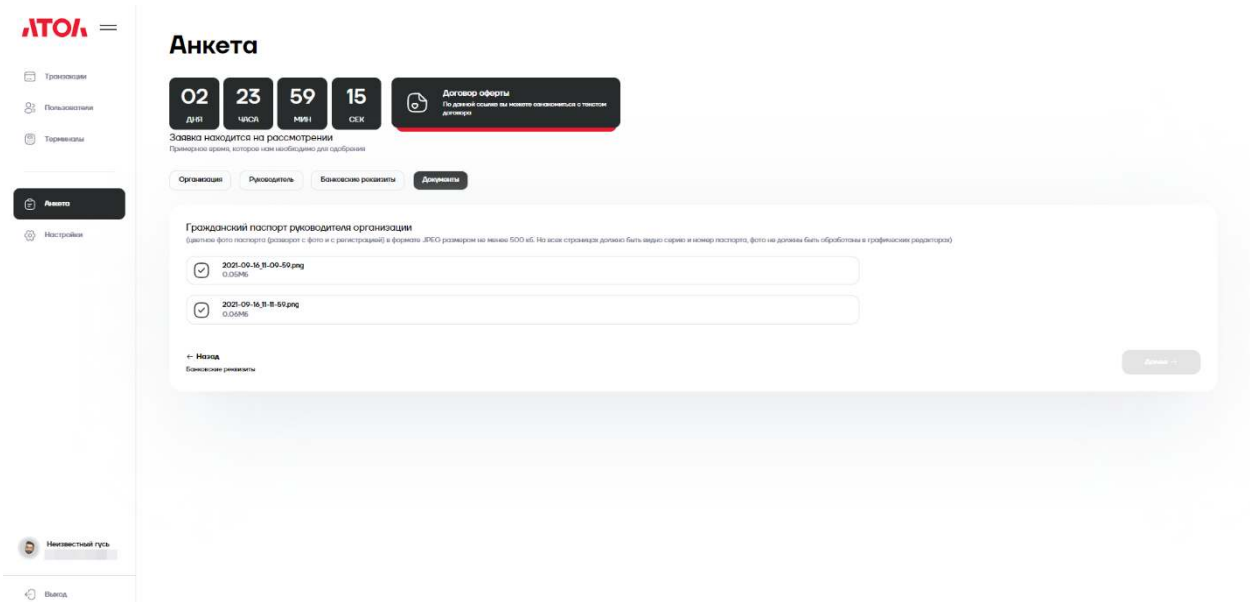 АТОЛ
Транзакции
Пользователи
Терминалы
Анкета
Настройки
Неизвестный гусь
Выход
Анкета
02 23 59 15
ДНЯ ЧАСА МИН СЕК
Договор оферты
По данной ссылке вы можете ознакомиться с текстом
договора
Заявка находится на рассмотрении
Примерное время, которое нам необходимо для одобрения
Организация Руководитель Банковские реквизиты Документы
Гражданский паспорт руководителя организации
(цветное фото паспорта (разворот с фото и с регистрацией) в формате JPEG размером не менее 500 кб. На всех страницах должно быть видно серию и номер паспорта, фото не должны быть обработаны в графических редакторах)
2021-09-16_11-09-59.png
0.05Мб
2021-09-16_11-11-59.png
0.06Мб
← Назад
Банковские реквизиты
Далее →